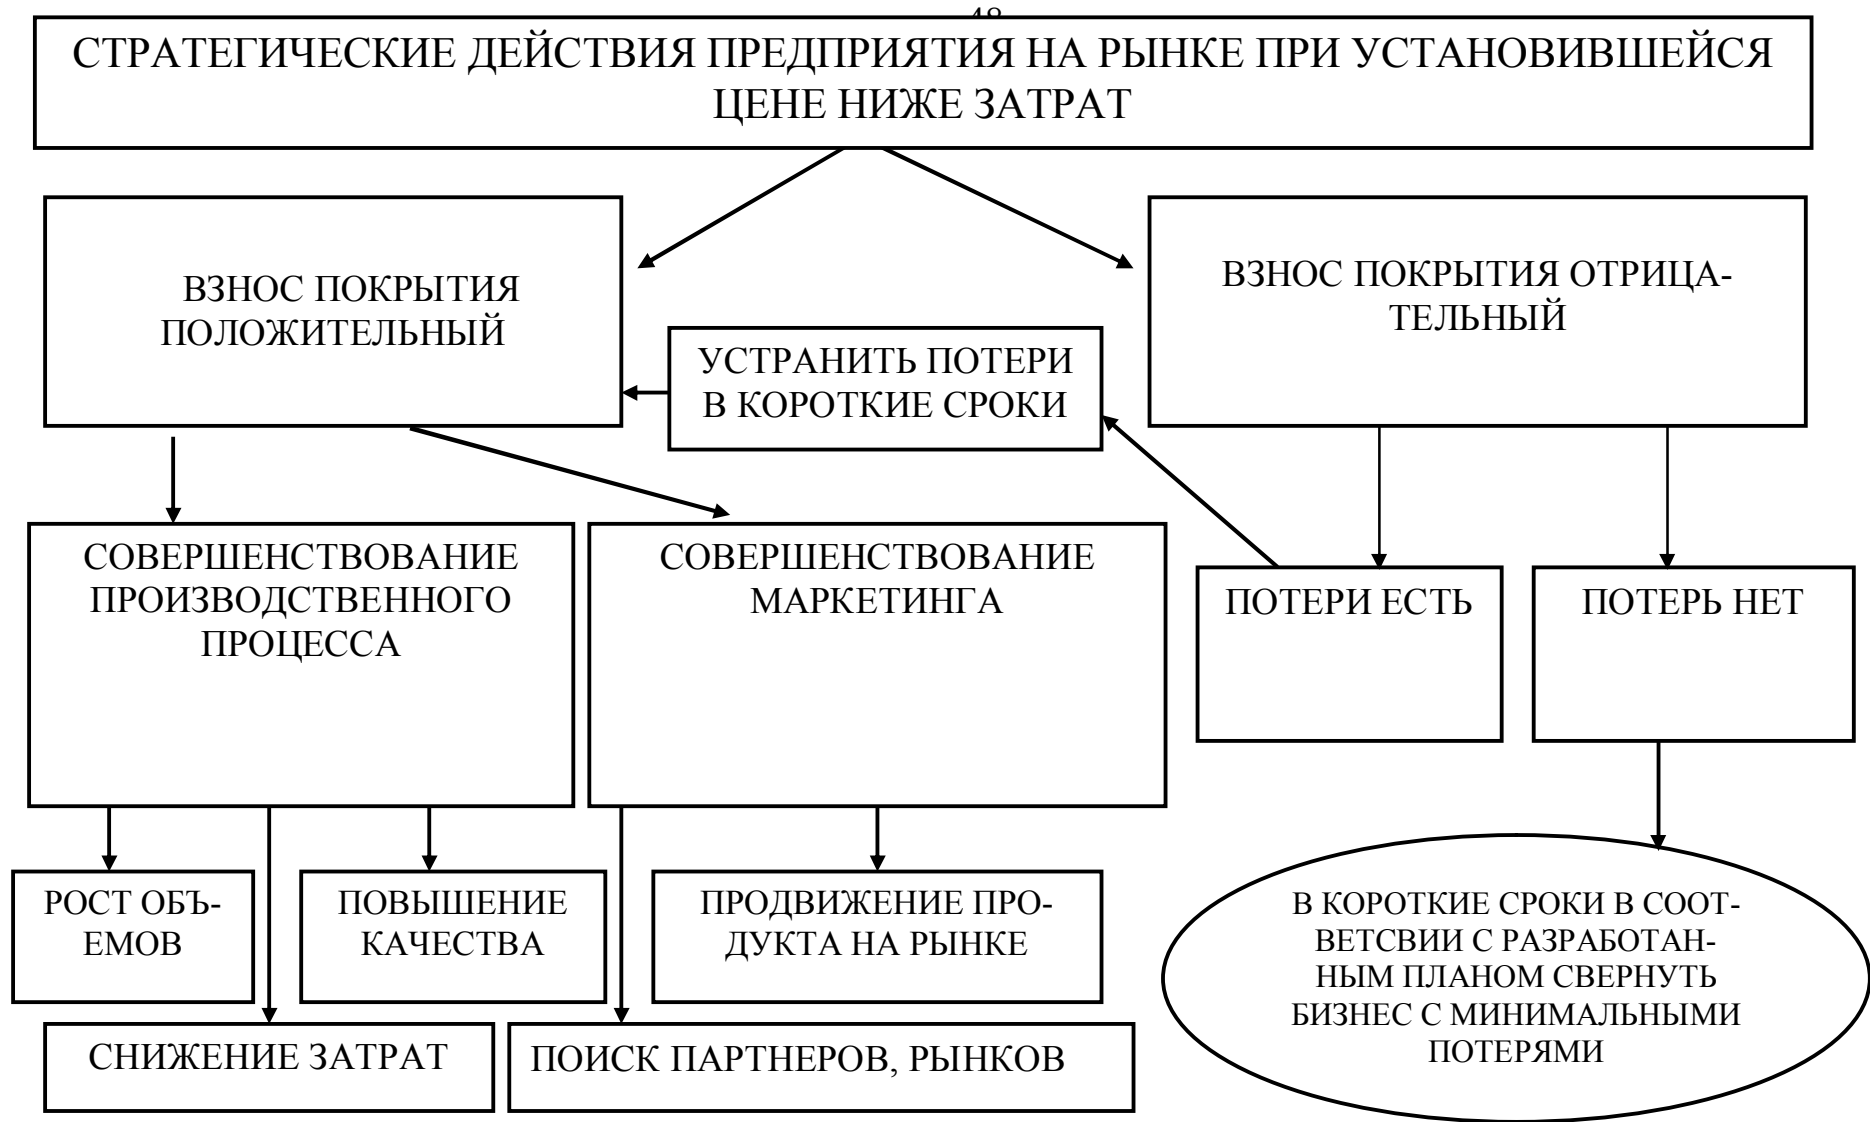 48
СТРАТЕГИЧЕСКИЕ ДЕЙСТВИЯ ПРЕДПРИЯТИЯ НА РЫНКЕ ПРИ УСТАНОВИВШЕЙСЯ
ЦЕНЕ НИЖЕ ЗАТРАТ
ВЗНОС ПОКРЫТИЯ
ПОЛОЖИТЕЛЬНЫЙ
ВЗНОС ПОКРЫТИЯ ОТРИЦА-
ТЕЛЬНЫЙ
УСТРАНИТЬ ПОТЕРИ
В КОРОТКИЕ СРОКИ
СОВЕРШЕНСТВОВАНИЕ
ПРОИЗВОДСТВЕННОГО
ПРОЦЕССА
СОВЕРШЕНСТВОВАНИЕ
МАРКЕТИНГА
ПОТЕРИ ЕСТЬ
ПОТЕРЬ НЕТ
РОСТ ОБЪ-
ЕМОВ
ПОВЫШЕНИЕ
КАЧЕСТВА
ПРОДВИЖЕНИЕ ПРО-
ДУКТА НА РЫНКЕ
В КОРОТКИЕ СРОКИ В СООТ-
ВЕТСВИИ С РАЗРАБОТАН-
НЫМ ПЛАНОМ СВЕРНУТЬ
БИЗНЕС С МИНИМАЛЬНЫМИ
ПОТЕРЯМИ
СНИЖЕНИЕ ЗАТРАТ
ПОИСК ПАРТНЕРОВ, РЫНКОВ